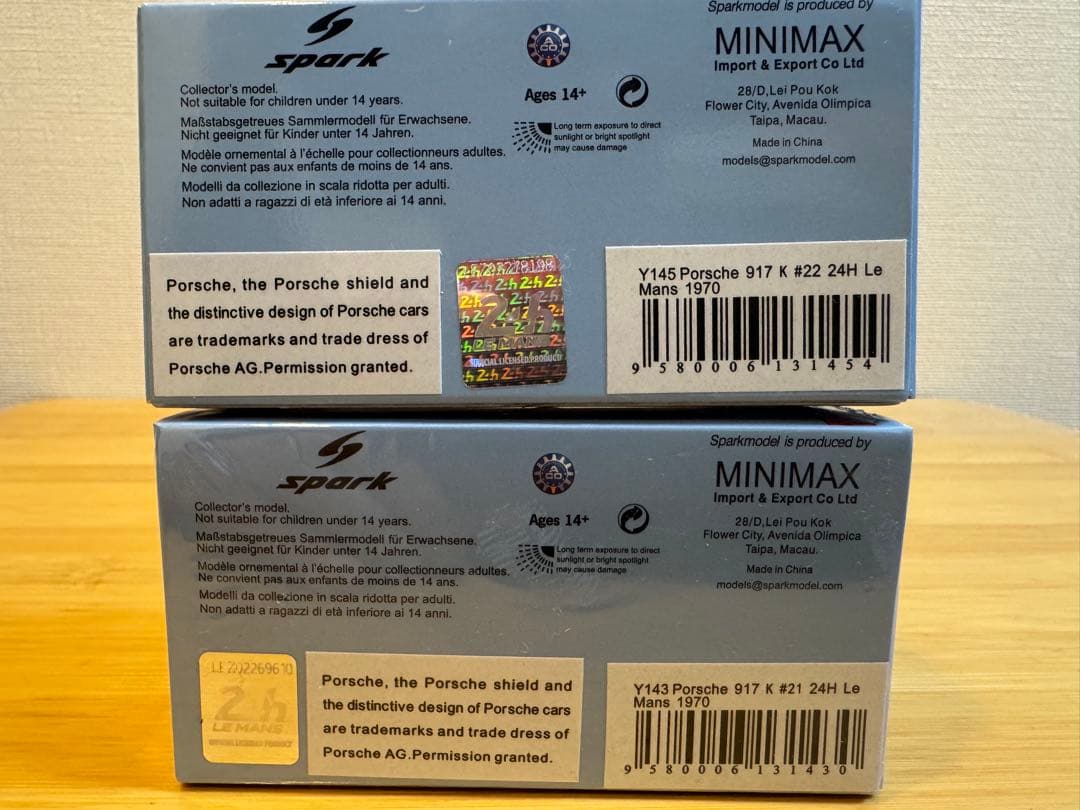 spark
ACO
Sparkmodel is produced by
MINIMAX
Import & Export Co Ltd
Collector's model.
Not suitable for children under 14 years.
Maßstabsgetreues Sammlermodell für Erwachsene.
Nicht geeignet für Kinder unter 14 Jahren.
Modèle ornemental à l'échelle pour collectionneurs adultes.
Ne convient pas aux enfants de moins de 14 ans.
Modelli da collezione in scala ridotta per adulti.
Non adatti a ragazzi di età inferiore ai 14 anni.
Ages 14+
Long term exposure to direct
sunlight or bright spotlight
may cause damage
28/D,Lei Pou Kok
Flower City, Avenida Olimpica
Taipa, Macau.
Made in China
models@sparkmodel.com
Porsche, the Porsche shield and
the distinctive design of Porsche cars
are trademarks and trade dress of
Porsche AG.Permission granted.
24h
LE MANS
OFFICIAL LICENSED PRODUCT
Y145 Porsche 917 K #22 24H Le
Mans 1970
9 580006 131454
spark
ACO
Sparkmodel is produced by
MINIMAX
Import & Export Co Ltd
Collector's model.
Not suitable for children under 14 years.
Maßstabsgetreues Sammlermodell für Erwachsene.
Nicht geeignet für Kinder unter 14 Jahren.
Modèle ornemental à l'échelle pour collectionneurs adultes.
Ne convient pas aux enfants de moins de 14 ans.
Modelli da collezione in scala ridotta per adulti.
Non adatti a ragazzi di età inferiore ai 14 anni.
Ages 14+
Long term exposure to direct
sunlight or bright spotlight
may cause damage
28/D,Lei Pou Kok
Flower City, Avenida Olimpica
Taipa, Macau.
Made in China
models@sparkmodel.com
LE 202269610
24h
LE MANS
OFFICIAL LICENSED PRODUCT
Porsche, the Porsche shield and
the distinctive design of Porsche cars
are trademarks and trade dress of
Porsche AG.Permission granted.
Y143 Porsche 917 K #21 24H Le
Mans 1970
9 580006 131430